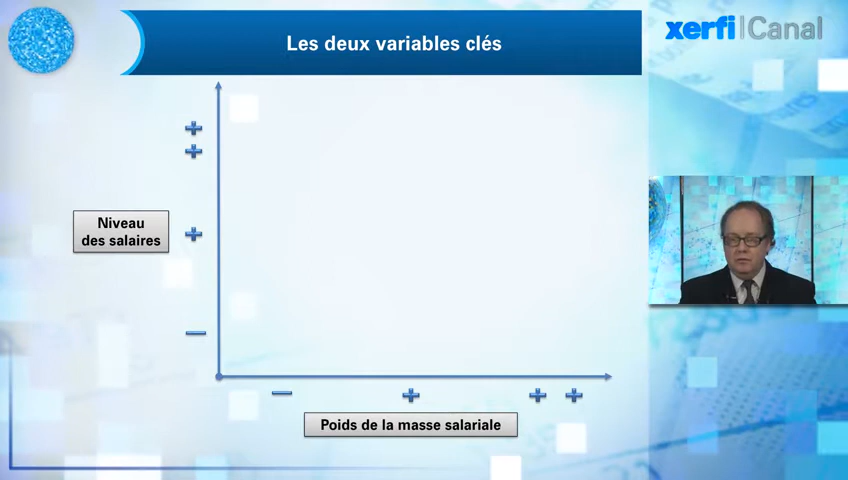 Les deux variables clés
xerfi|Canal
+
+
Niveau
des salaires
+
−
− + + +
Poids de la masse salariale